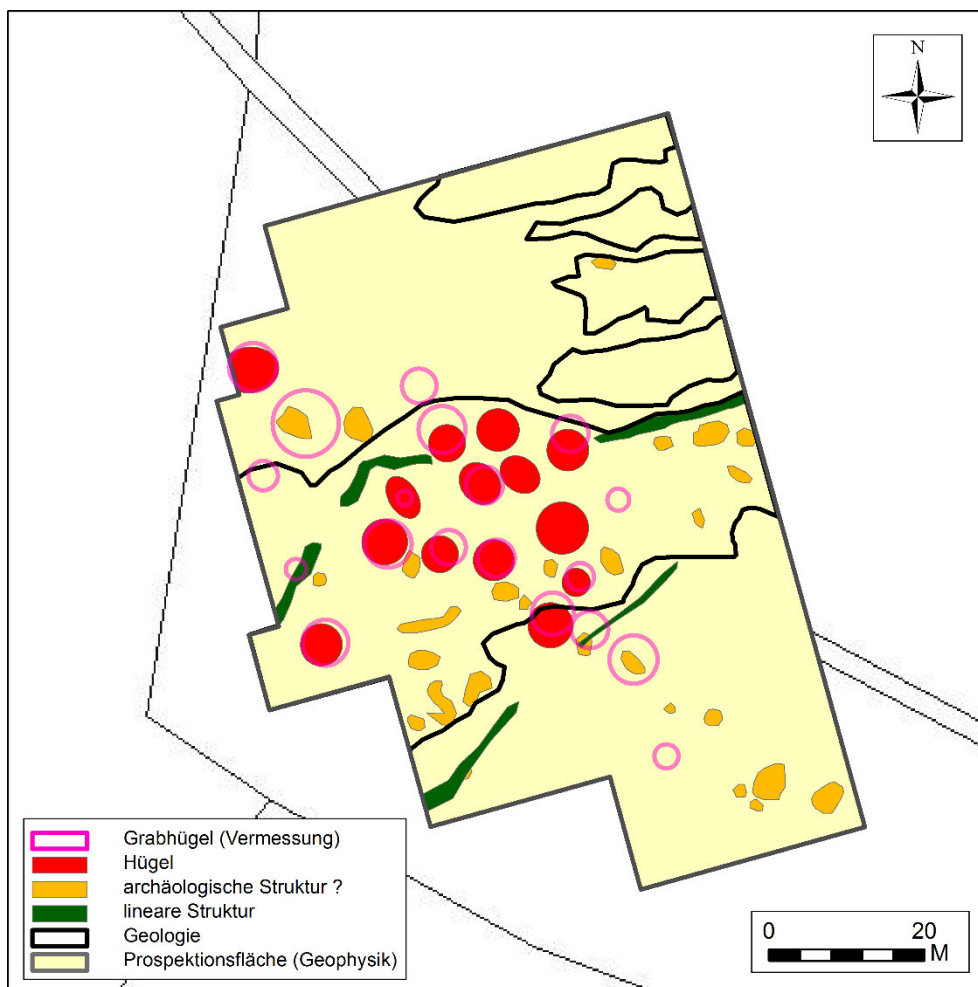 N
Grabhügel (Vermessung)
Hügel
archäologische Struktur ?
lineare Struktur
Geologie
Prospektionsfläche (Geophysik)
0 20
M